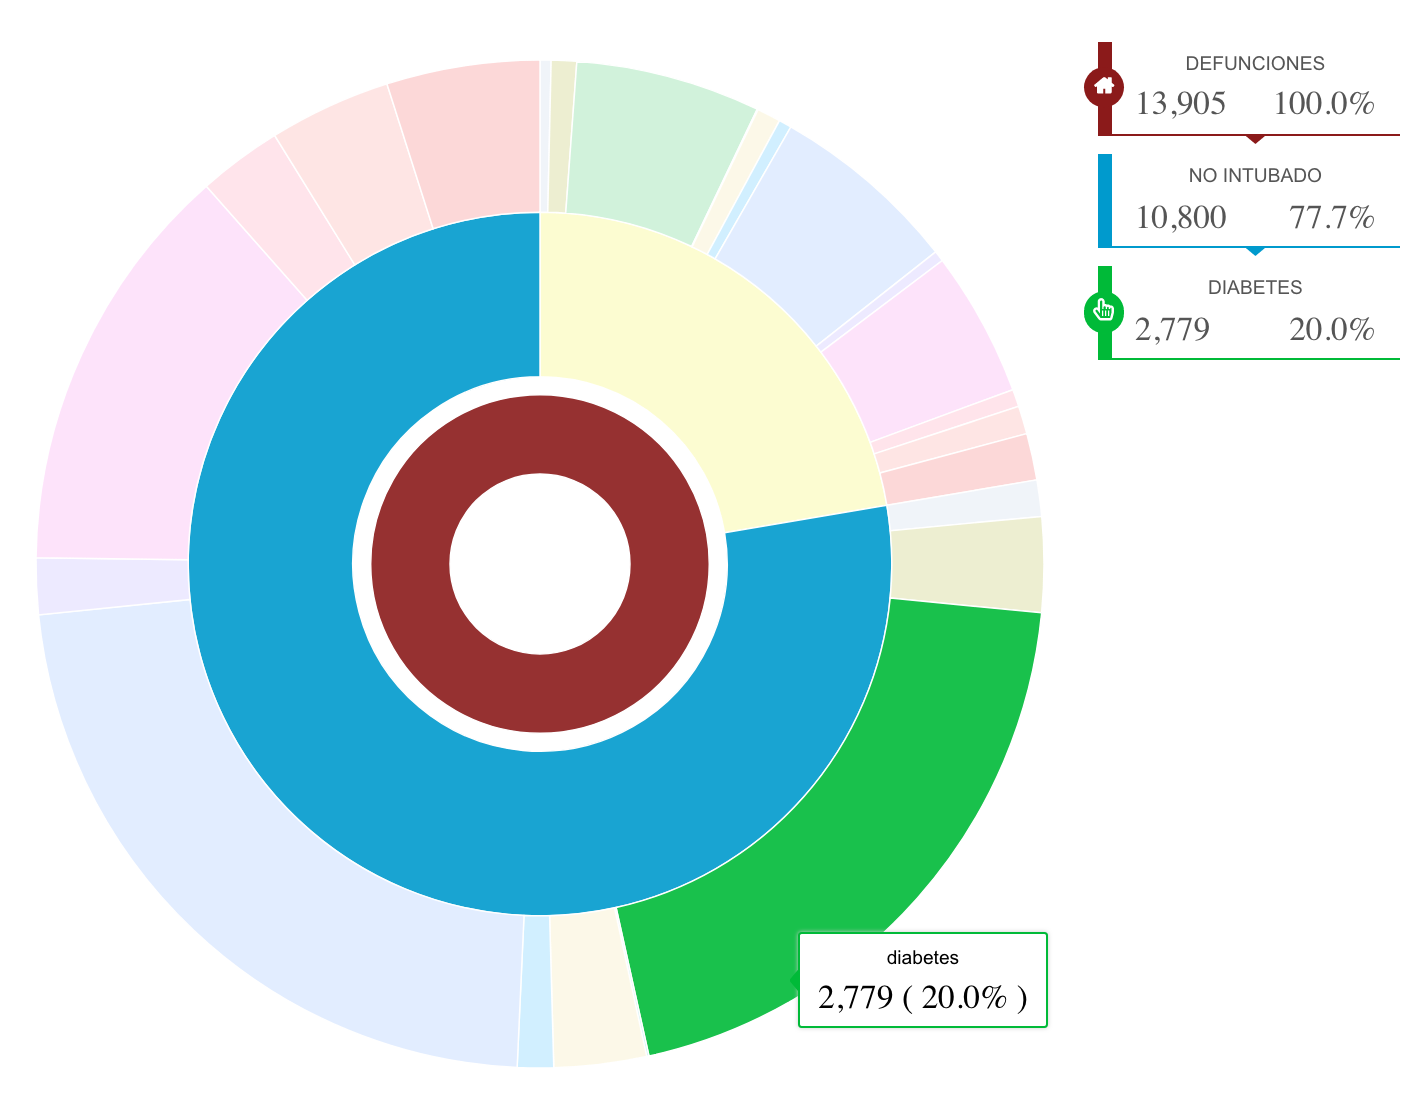 DEFUNCIONES
13,905 100.0%
NO INTUBADO
10,800 77.7%
DIABETES
2,779 20.0%
diabetes
2,779 ( 20.0% )